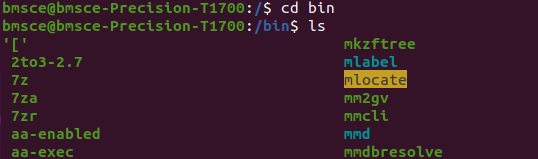 bmsce@bmsce-Precision-T1700:/$ cd bin
bmsce@bmsce-Precision-T1700:/bin$ ls
'[' mkzftree
2to3-2.7 mlabel
7z mlocate
7za mm2gv
7zr mmcli
aa-enabled mmd
aa-exec mmdbresolve